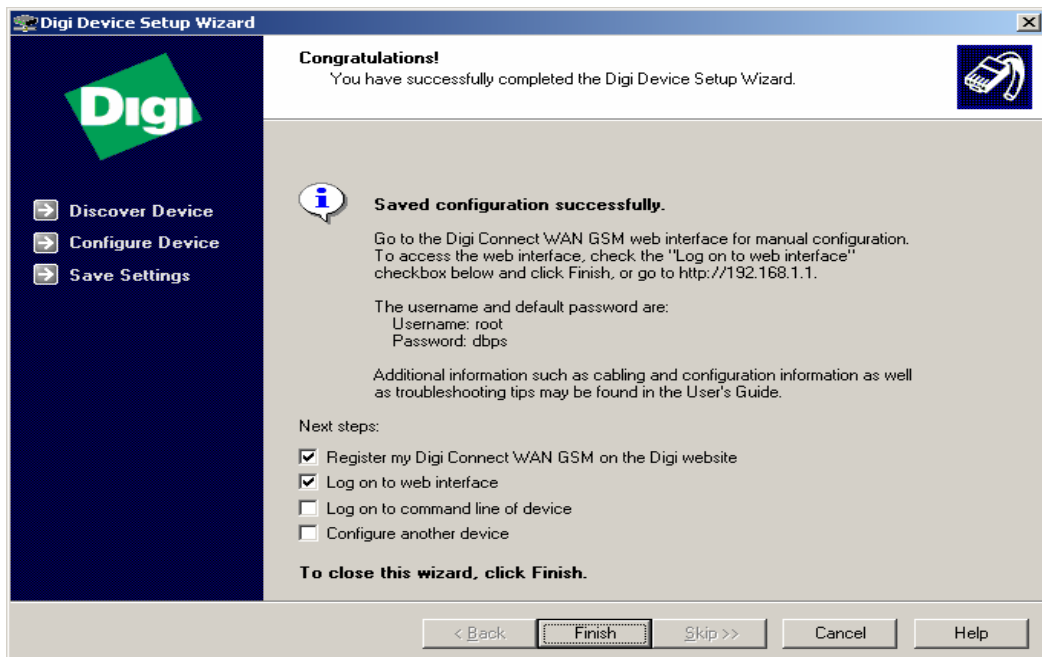 Digi Device Setup Wizard
Digi
Discover Device
Configure Device
Save Settings
Congratulations!
You have successfully completed the Digi Device Setup Wizard.
Saved configuration successfully.
Go to the Digi Connect WAN GSM web interface for manual configuration.
To access the web interface, check the "Log on to web interface"
checkbox below and click Finish, or go to http://192.168.1.1.
The username and default password are:
Username: root
Password: dbps
Additional information such as cabling and configuration information as well
as troubleshooting tips may be found in the User's Guide.
Next steps:
Register my Digi Connect WAN GSM on the Digi website
Log on to web interface
Log on to command line of device
Configure another device
To close this wizard, click Finish.
< Back
Finish
Skip >>
Cancel
Help